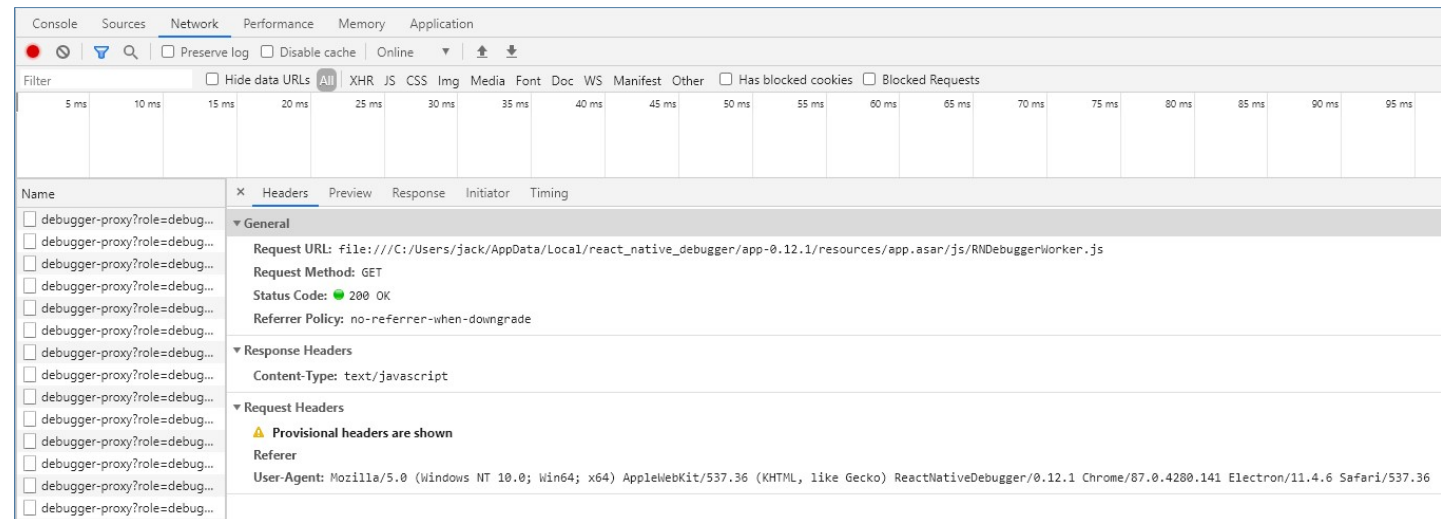 Console Sources Network Performance Memory Application
Preserve log Disable cache Online
Filter Hide data URLs All XHR JS CSS Img Media Font Doc WS Manifest Other Has blocked cookies Blocked Requests
5 ms 10 ms 15 ms 20 ms 25 ms 30 ms 35 ms 40 ms 45 ms 50 ms 55 ms 60 ms 65 ms 70 ms 75 ms 80 ms 85 ms 90 ms 95 ms
Name
debugger-proxy?role=debug...
debugger-proxy?role=debug...
debugger-proxy?role=debug...
debugger-proxy?role=debug...
debugger-proxy?role=debug...
debugger-proxy?role=debug...
debugger-proxy?role=debug...
debugger-proxy?role=debug...
debugger-proxy?role=debug...
debugger-proxy?role=debug...
debugger-proxy?role=debug...
debugger-proxy?role=debug...
debugger-proxy?role=debug...
debugger-proxy?role=debug...
× Headers Preview Response Initiator Timing
General
Request URL: file:///C:/Users/jack/AppData/Local/react_native_debugger/app-0.12.1/resources/app.asar/js/RNDebuggerWorker.js
Request Method: GET
Status Code: 200 OK
Referrer Policy: no-referrer-when-downgrade
Response Headers
Content-Type: text/javascript
Request Headers
Provisional headers are shown
Referer
User-Agent: Mozilla/5.0 (Windows NT 10.0; Win64; x64) AppleWebKit/537.36 (KHTML, like Gecko) ReactNativeDebugger/0.12.1 Chrome/87.0.4280.141 Electron/11.4.6 Safari/537.36